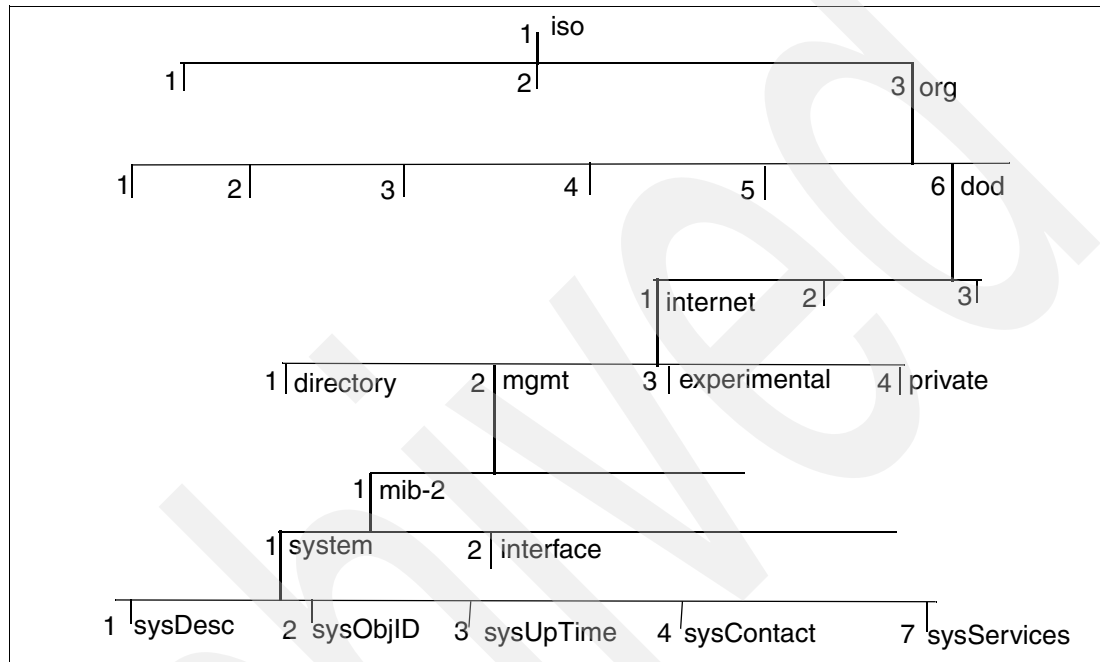 1 iso
1 2 3 org
1 2 3 4 5 6 dod
1 internet 2 3
1 directory 2 mgmt 3 experimental 4 private
1 mib-2
1 system 2 interface
1 sysDesc 2 sysObjID 3 sysUpTime 4 sysContact 7 sysServices